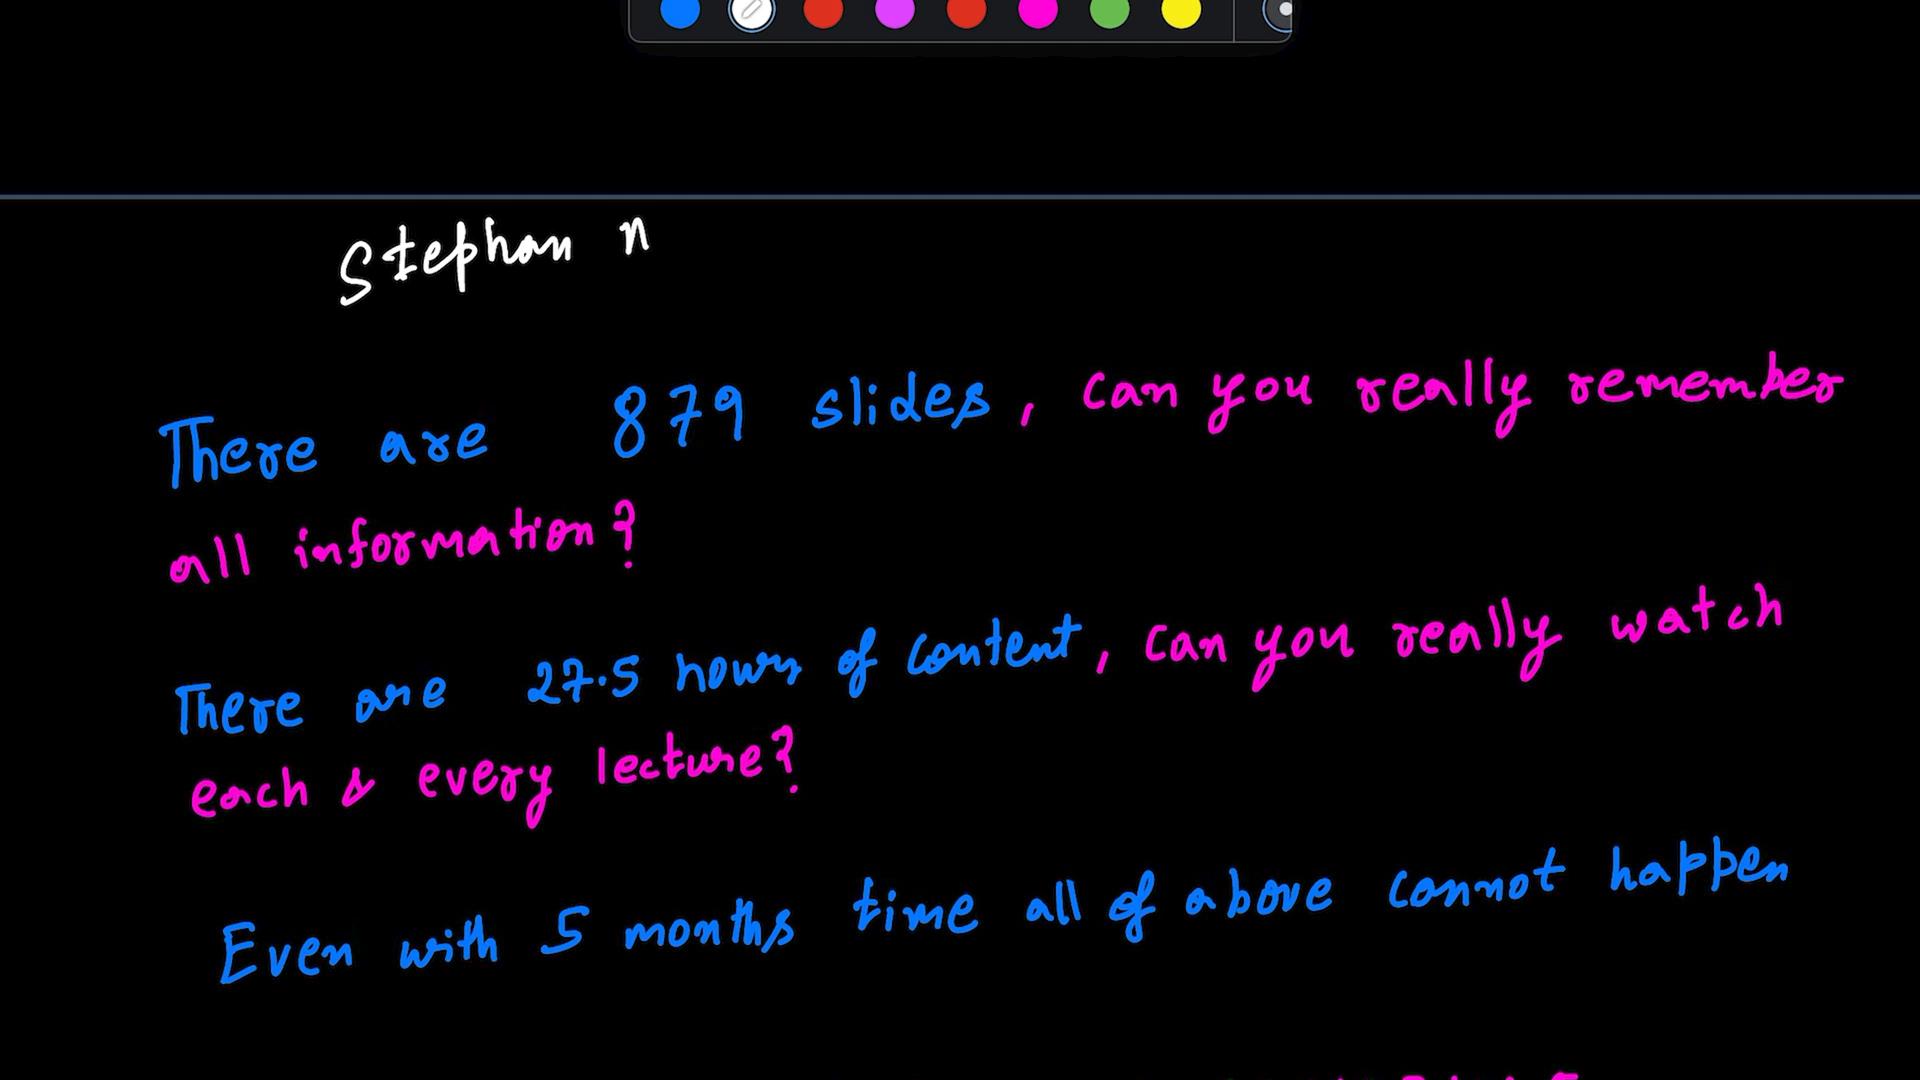 Stephan n
There are 879 slides, can you really remember
all information?
There are 27.5 hours of content, can you really watch
each & every lecture?
Even with 5 months time all of above cannot happen